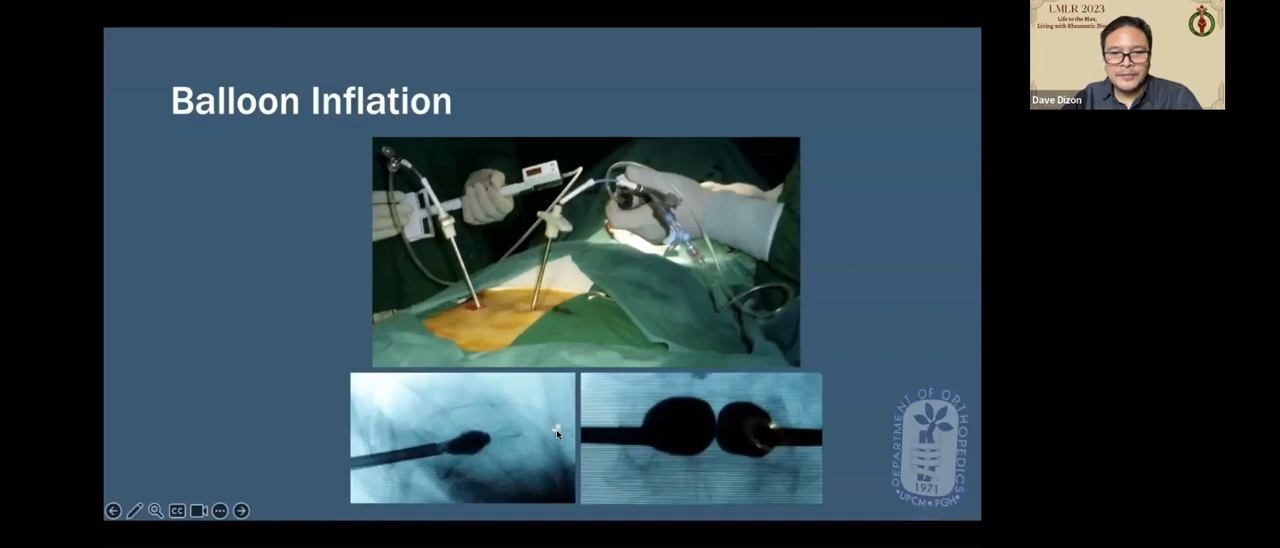 Balloon Inflation
LMLR 2023
Life to the Max,
Living with Rheumatic
Dave Dizon
CC
DEPARTMENT OF ORTHOPEDICS
1971
UPCM • PGH